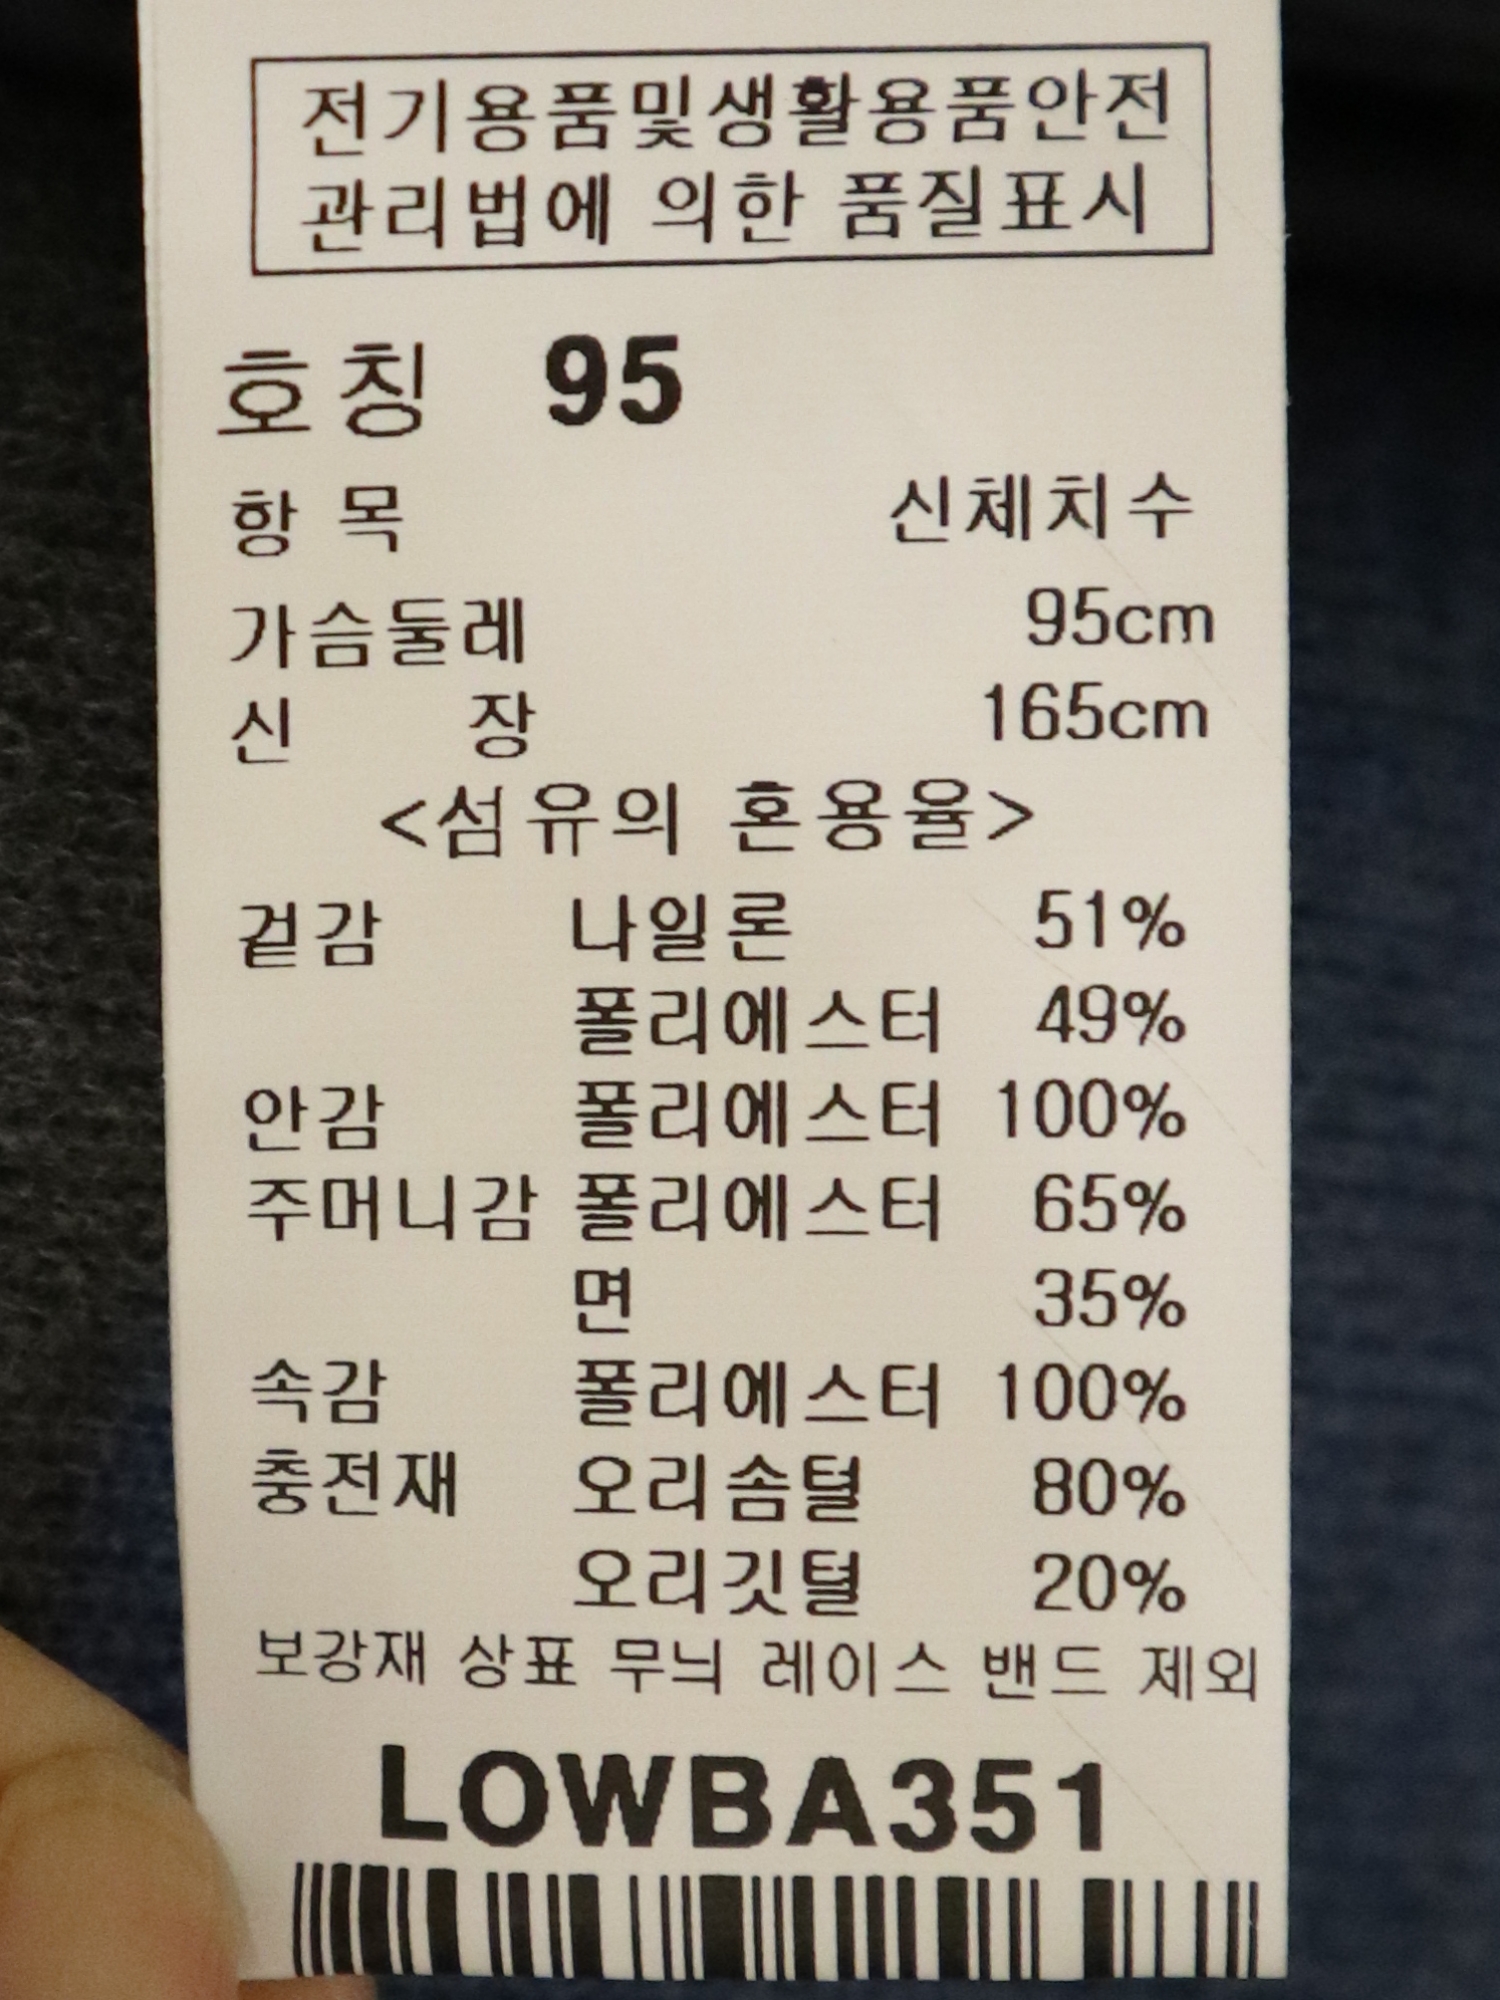 전기용품및생활용품안전
관리법에 의한 품질표시
호칭 95
항 목 신체치수
가슴둘레 95cm
신 장 165cm
<섬유의 혼용율>
겉감 나일론 51%
폴리에스터 49%
안감 폴리에스터 100%
주머니감 폴리에스터 65%
면 35%
속감 폴리에스터 100%
충전재 오리솜털 80%
오리깃털 20%
보강재 상표 무늬 레이스 밴드 제외
LOWBA351